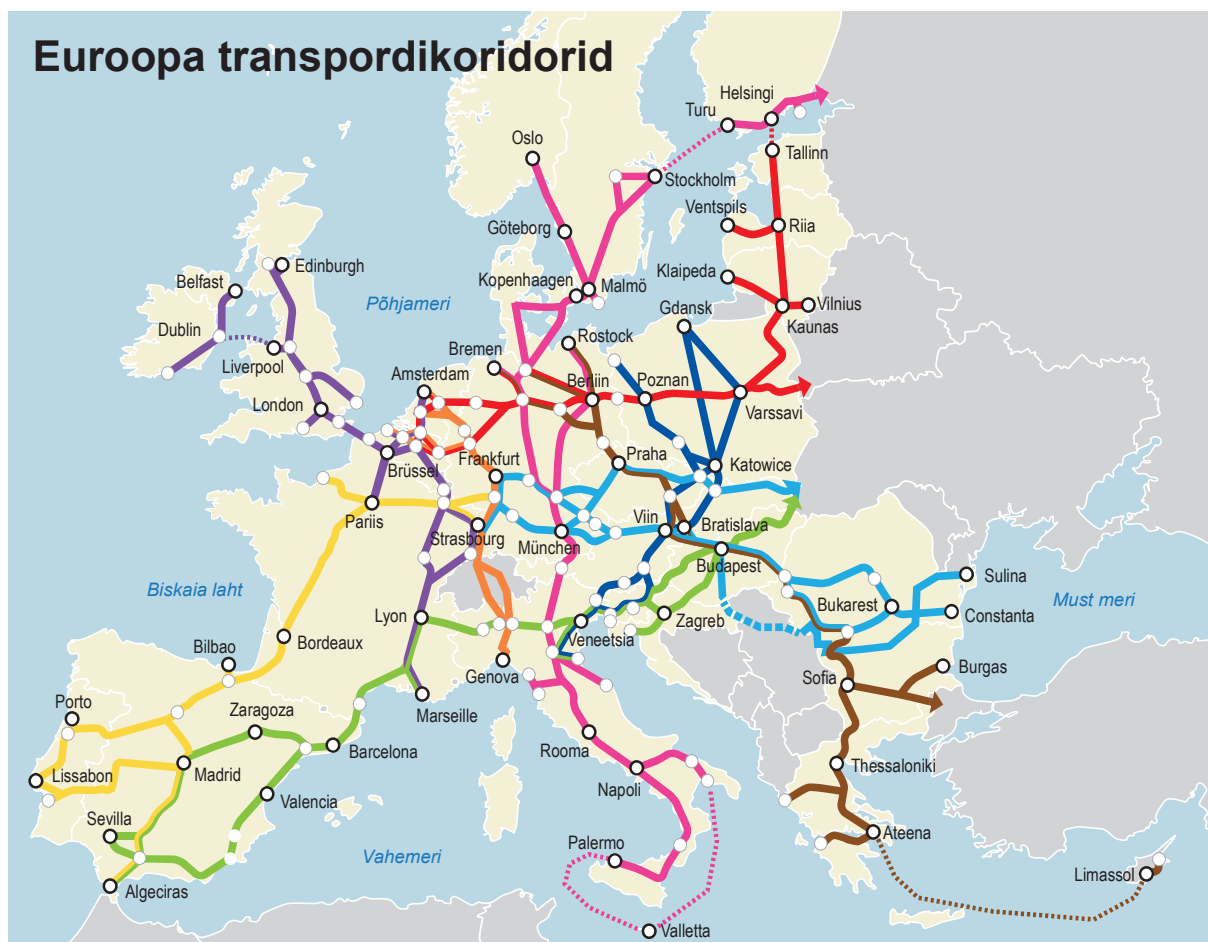 Euroopa transpordikoridorid
Helsingi
Turu
Oslo
Tallinn
Stockholm
Ventspils
Göteborg
Riia
Edinburgh
Klaipeda
Belfast
Kopenhaagen
Malmö
Põhjameri
Gdansk
Vilnius
Dublin
Kaunas
Rostock
Liverpool
Bremen
Amsterdam
Berliin
Poznan
London
Varssavi
Brüssel
Frankfurt
Praha
Katowice
Pariis
Strasbourg
Viin
Bratislava
München
Budapest
Biskaia laht
Sulina
Must meri
Lyon
Bukarest
Constanta
Zagreb
Veneetsia
Bordeaux
Bilbao
Genova
Burgas
Sofia
Porto
Zaragoza
Marseille
Barcelona
Rooma
Lissabon
Madrid
Thessaloniki
Napoli
Valencia
Sevilla
Ateena
Palermo
Vahemeri
Limassol
Algeciras
Valletta